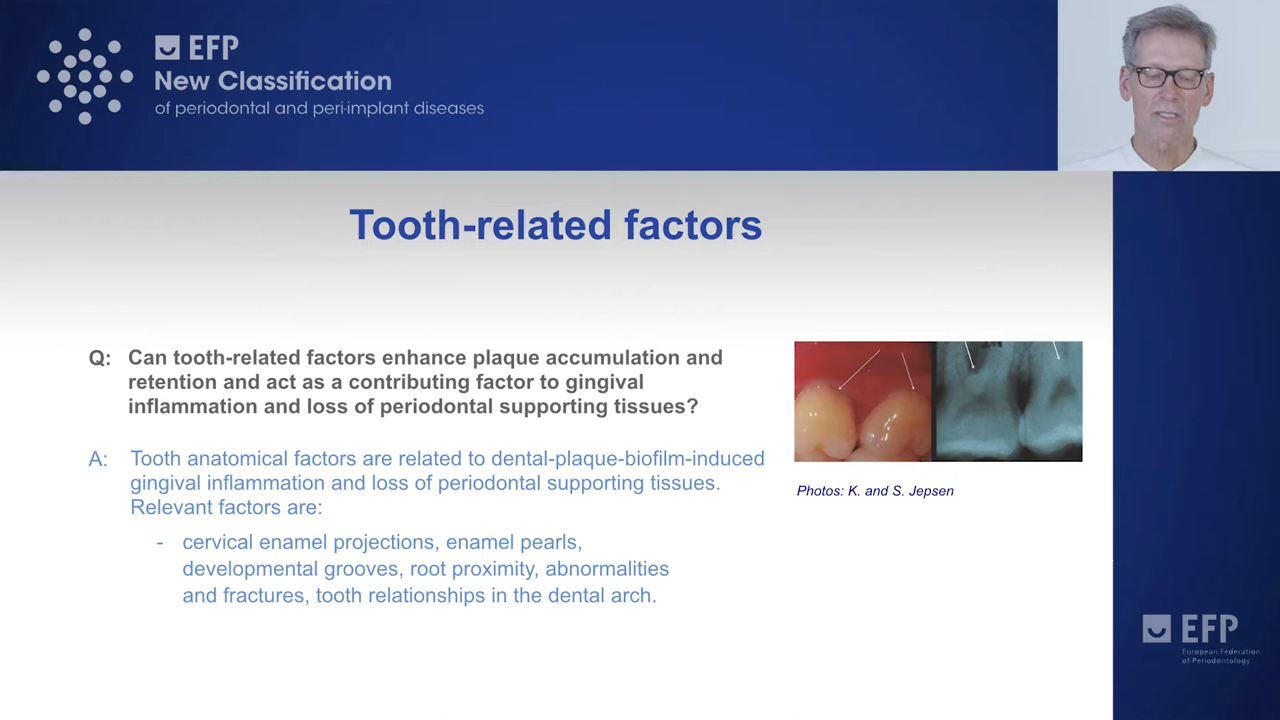 EFP
New Classification
of periodontal and peri-implant diseases
Tooth-related factors
Q: Can tooth-related factors enhance plaque accumulation and
retention and act as a contributing factor to gingival
inflammation and loss of periodontal supporting tissues?
A: Tooth anatomical factors are related to dental-plaque-biofilm-induced
gingival inflammation and loss of periodontal supporting tissues.
Relevant factors are:
- cervical enamel projections, enamel pearls,
developmental grooves, root proximity, abnormalities
and fractures, tooth relationships in the dental arch.
Photos: K. and S. Jepsen
EFP
European Federation
of Periodontology